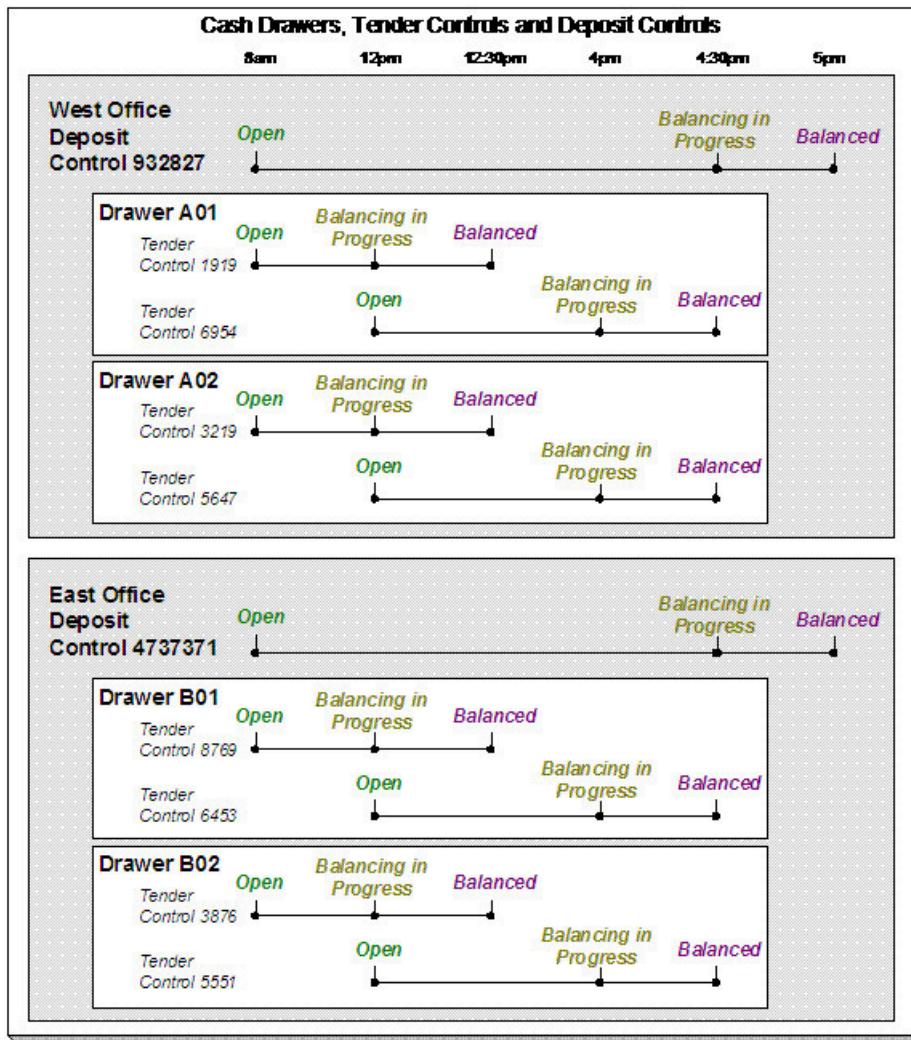 Cash Drawers, Tender Controls and Deposit Controls
8am 12pm 12:30pm 4pm 4:30pm 5pm
West Office
Deposit
Control 932827
Open
Balancing in
Progress
Balanced
Drawer A01
Tender
Control 1919
Open
Balancing in
Progress
Balanced
Tender
Control 6954
Open
Balancing in
Progress
Balanced
Drawer A02
Tender
Control 3219
Open
Balancing in
Progress
Balanced
Tender
Control 5647
Open
Balancing in
Progress
Balanced
East Office
Deposit
Control 4737371
Open
Balancing in
Progress
Balanced
Drawer B01
Tender
Control 8769
Open
Balancing in
Progress
Balanced
Tender
Control 6453
Open
Balancing in
Progress
Balanced
Drawer B02
Tender
Control 3876
Open
Balancing in
Progress
Balanced
Tender
Control 5551
Open
Balancing in
Progress
Balanced